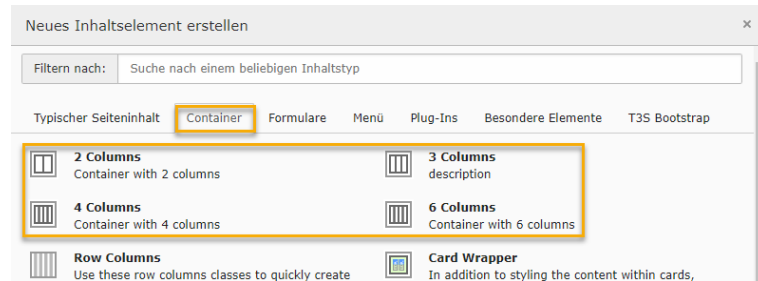 Neues Inhaltselement erstellen ×
Filtern nach: Suche nach einem beliebigen Inhaltstyp
Typischer Seiteninhalt Container Formulare Menü Plug-Ins Besondere Elemente T3S Bootstrap
2 Columns 3 Columns
Container with 2 columns description
4 Columns 6 Columns
Container with 4 columns Container with 6 columns
Row Columns Card Wrapper
Use these row columns classes to quickly create In addition to styling the content within cards,